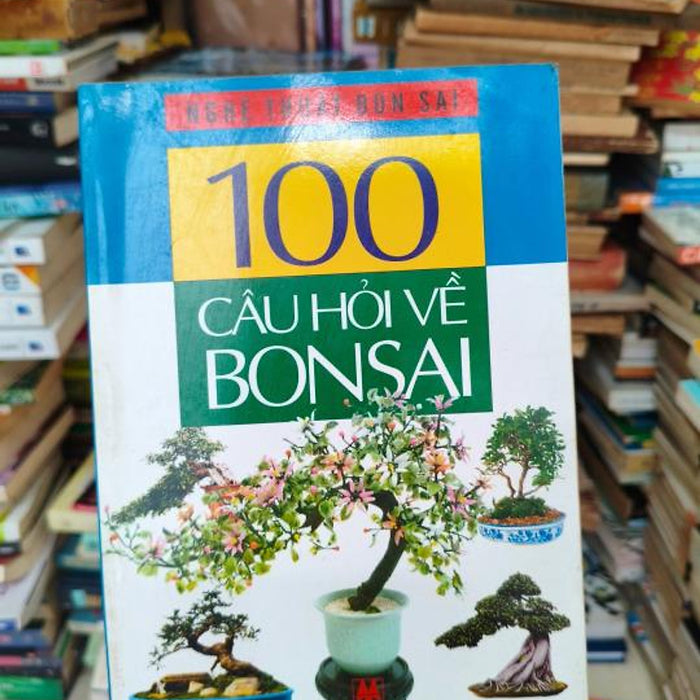 NGHỆ THUẬT BON SAI
100
CÂU HỎI VỀ
BONSAI